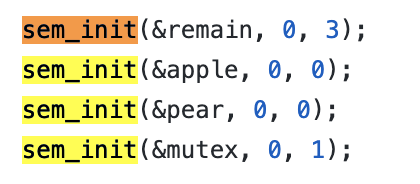 sem_init(&remain, 0, 3);
sem_init(&apple, 0, 0);
sem_init(&pear, 0, 0);
sem_init(&mutex, 0, 1);